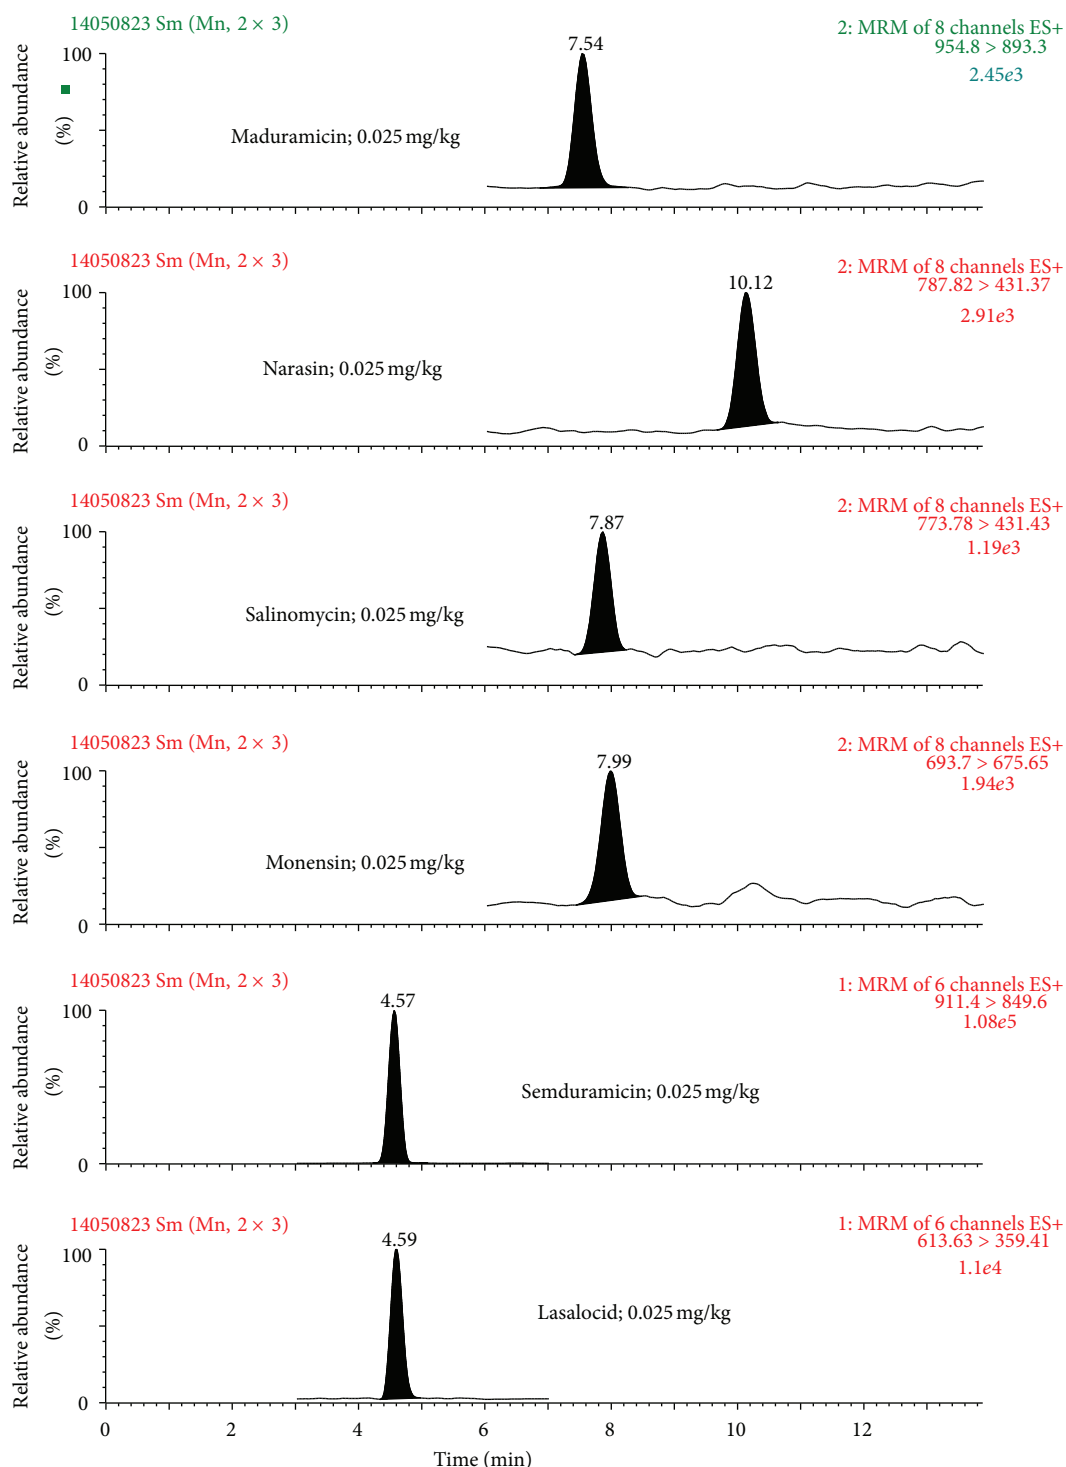 14050823 Sm (Mn, 2 × 3)
2: MRM of 8 channels ES+
954.8 > 893.3
2.45e3
7.54
100
0
Relative abundance
(%)
Maduramicin; 0.025 mg/kg
14050823 Sm (Mn, 2 × 3)
2: MRM of 8 channels ES+
787.82 > 431.37
2.91e3
10.12
100
0
Relative abundance
(%)
Narasin; 0.025 mg/kg
14050823 Sm (Mn, 2 × 3)
2: MRM of 8 channels ES+
773.78 > 431.43
1.19e3
7.87
100
0
Relative abundance
(%)
Salinomycin; 0.025 mg/kg
14050823 Sm (Mn, 2 × 3)
2: MRM of 8 channels ES+
693.7 > 675.65
1.94e3
7.99
100
0
Relative abundance
(%)
Monensin; 0.025 mg/kg
14050823 Sm (Mn, 2 × 3)
1: MRM of 6 channels ES+
911.4 > 849.6
1.08e5
4.57
100
0
Relative abundance
(%)
Semduramicin; 0.025 mg/kg
14050823 Sm (Mn, 2 × 3)
1: MRM of 6 channels ES+
613.63 > 359.41
1.1e4
4.59
100
0
Relative abundance
(%)
Lasalocid; 0.025 mg/kg
0 2 4 6 8 10 12
Time (min)